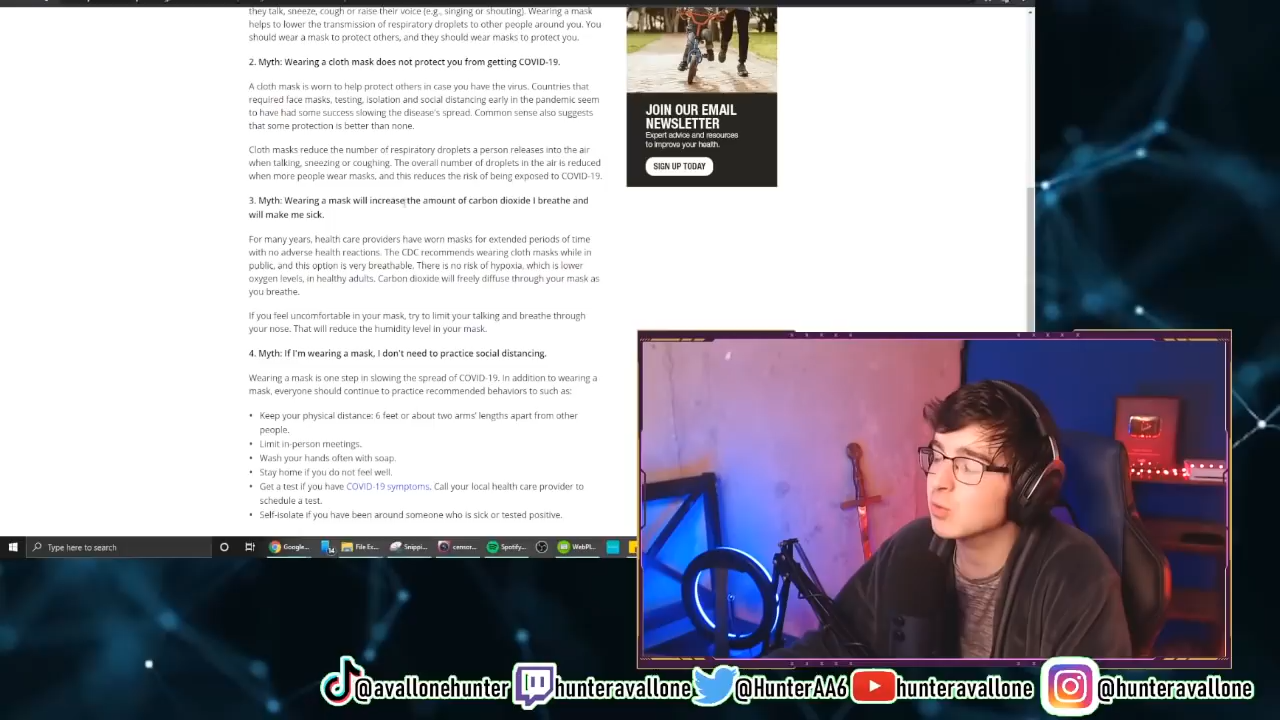 they talk, sneeze, cough or raise their voice (e.g., singing or shouting). Wearing a mask
helps to lower the transmission of respiratory droplets to other people around you. You
should wear a mask to protect others, and they should wear masks to protect you.
2. Myth: Wearing a cloth mask does not protect you from getting COVID-19.
A cloth mask is worn to help protect others in case you have the virus. Countries that
required face masks, testing, isolation and social distancing early in the pandemic seem
to have had some success slowing the disease's spread. Common sense also suggests
that some protection is better than none.
Cloth masks reduce the number of respiratory droplets a person releases into the air
when talking, sneezing or coughing. The overall number of droplets in the air is reduced
when more people wear masks, and this reduces the risk of being exposed to COVID-19.
3. Myth: Wearing a mask will increase the amount of carbon dioxide I breathe and
will make me sick.
For many years, health care providers have worn masks for extended periods of time
with no adverse health reactions. The CDC recommends wearing cloth masks while in
public, and this option is very breathable. There is no risk of hypoxia, which is lower
oxygen levels, in healthy adults. Carbon dioxide will freely diffuse through your mask as
you breathe.
If you feel uncomfortable in your mask, try to limit your talking and breathe through
your nose. That will reduce the humidity level in your mask.
4. Myth: If I'm wearing a mask, I don't need to practice social distancing.
Wearing a mask is one step in slowing the spread of COVID-19. In addition to wearing a
mask, everyone should continue to practice recommended behaviors to such as:
• Keep your physical distance: 6 feet or about two arms' lengths apart from other
people.
• Limit in-person meetings.
• Wash your hands often with soap.
• Stay home if you do not feel well.
• Get a test if you have COVID-19 symptoms. Call your local health care provider to
schedule a test.
• Self-isolate if you have been around someone who is sick or tested positive.
JOIN OUR EMAIL
NEWSLETTER
Expert advice and resources
to improve your health.
SIGN UP TODAY
Type here to search
Google...
File Ex...
Snippi...
censor...
Spotify...
WebPl...
@avallonehunter
hunteravallone
@HunterAA6
hunteravallone
@hunteravallone